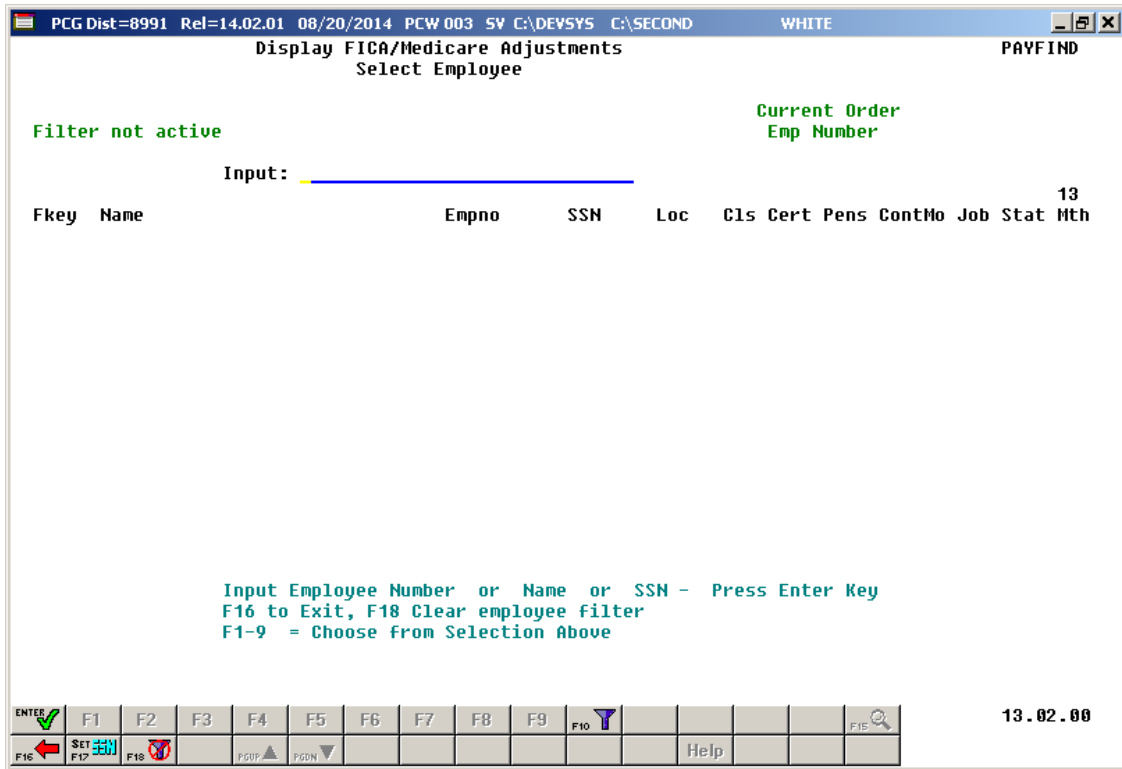 PCG Dist=8991 Rel=14.02.01 08/20/2014 PCW 003 SV C:\DEVSYS C:\SECOND WHITE
Display FICA/Medicare Adjustments PAYFIND
Select Employee
Current Order
Filter not active Emp Number
Input:
13
Fkey Name Empno SSN Loc Cls Cert Pens ContMo Job Stat Mth
Input Employee Number or Name or SSN - Press Enter Key
F16 to Exit, F18 Clear employee filter
F1-9 = Choose from Selection Above
ENTER F1 F2 F3 F4 F5 F6 F7 F8 F9 F10 F15 13.02.00
F16 SET F17 F18 PGUP PGDN Help